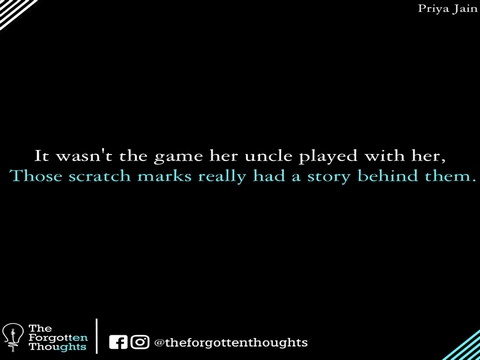 Priya Jain
It wasn't the game her uncle played with her,
Those scratch marks really had a story behind them.
The
Forgotten
Thoughts
@theforgottenthoughts